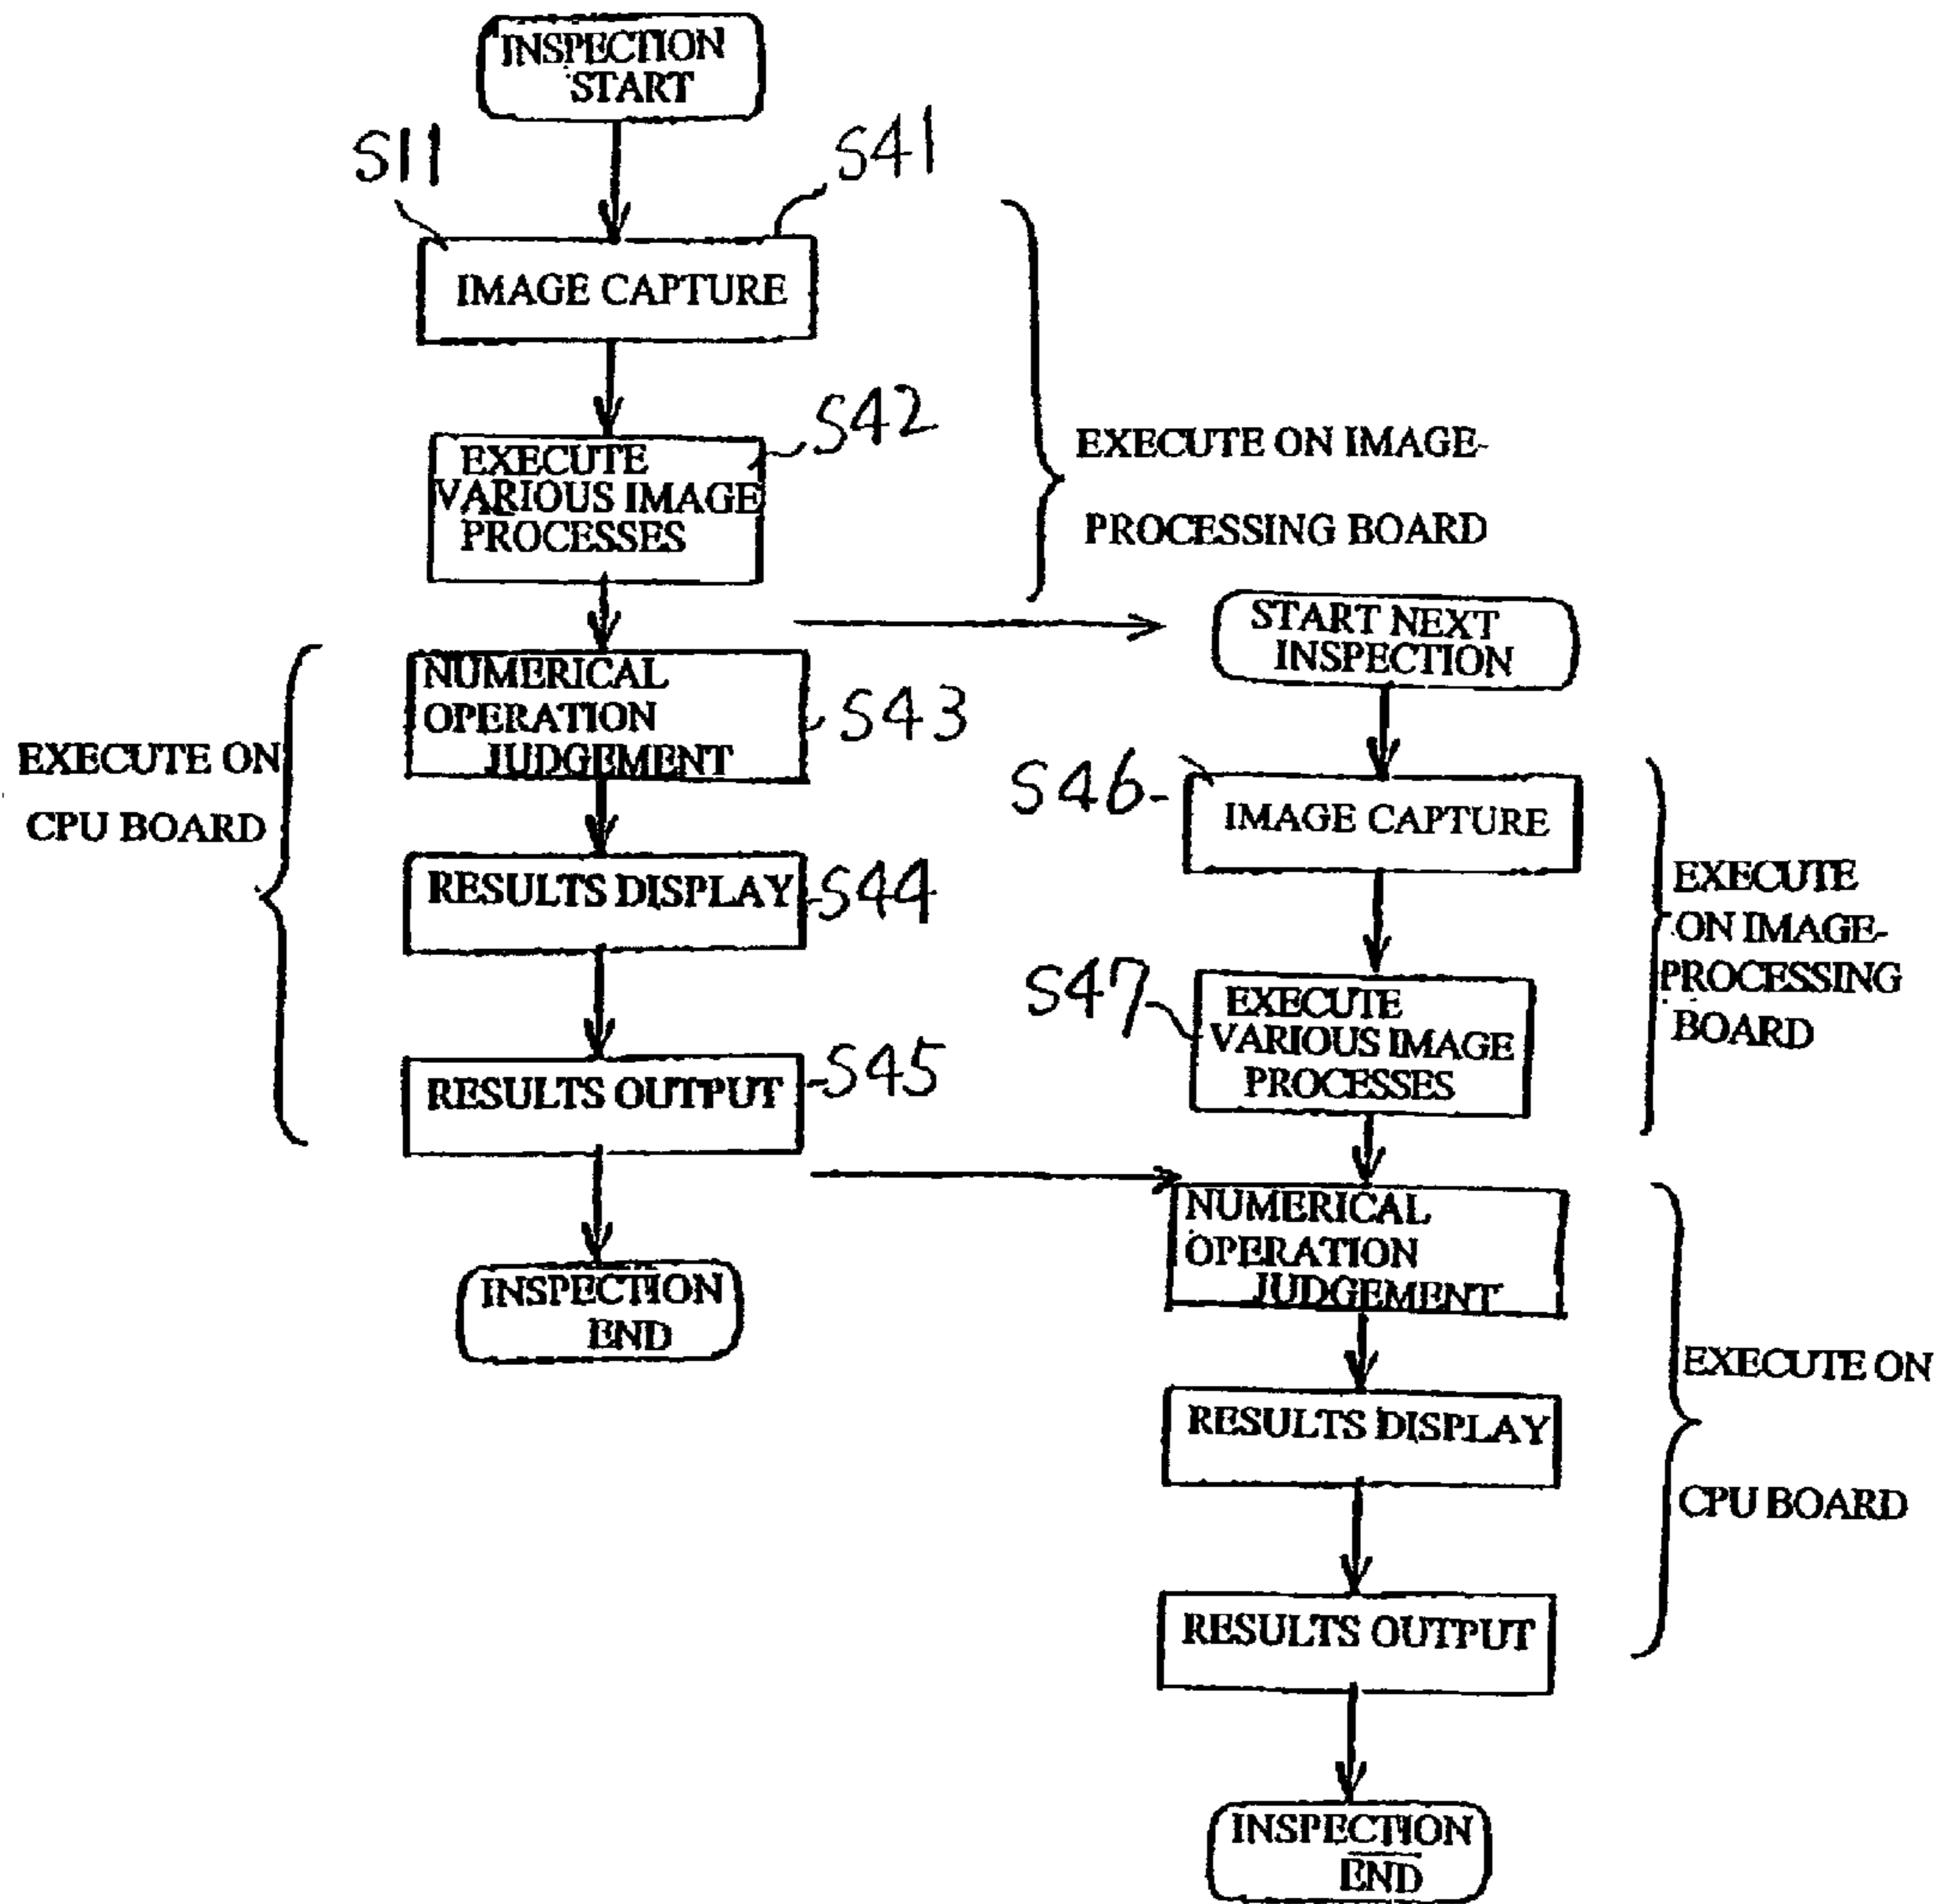 INSPECTION
START
S11
S41
IMAGE CAPTURE
S42
EXECUTE
VARIOUS IMAGE
PROCESSES
EXECUTE ON IMAGE-
PROCESSING BOARD
NUMERICAL
OPERATION
JUDGEMENT
S43
EXECUTE ON
CPU BOARD
RESULTS DISPLAY
S44
RESULTS OUTPUT
S45
INSPECTION
END
START NEXT
INSPECTION
S46
IMAGE CAPTURE
S47
EXECUTE
VARIOUS IMAGE
PROCESSES
EXECUTE
ON IMAGE-
PROCESSING
BOARD
NUMERICAL
OPERATION
JUDGEMENT
RESULTS DISPLAY
RESULTS OUTPUT
EXECUTE ON
CPU BOARD
INSPECTION
END